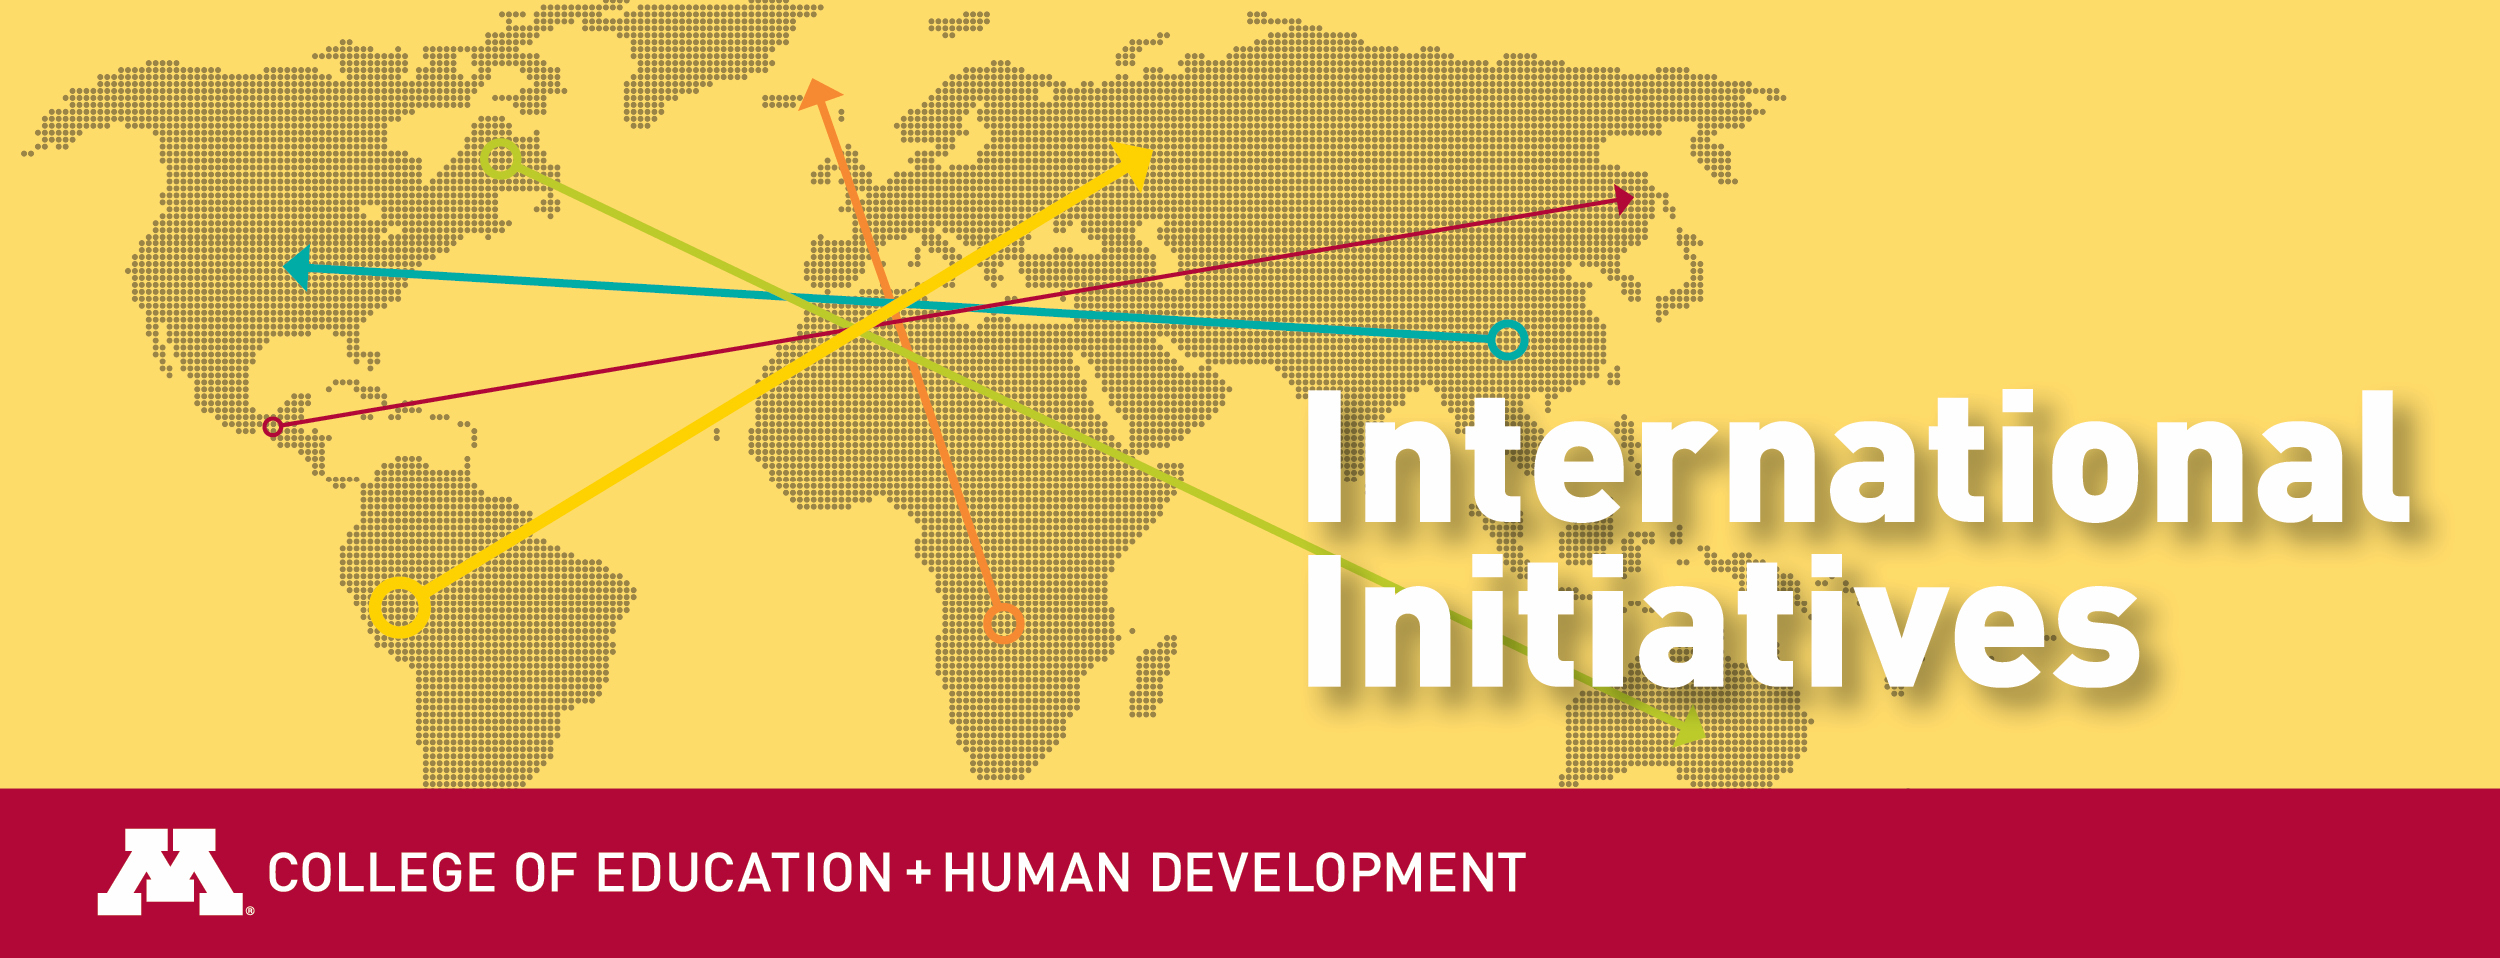 International
Initiatives
M® COLLEGE OF EDUCATION + HUMAN DEVELOPMENT